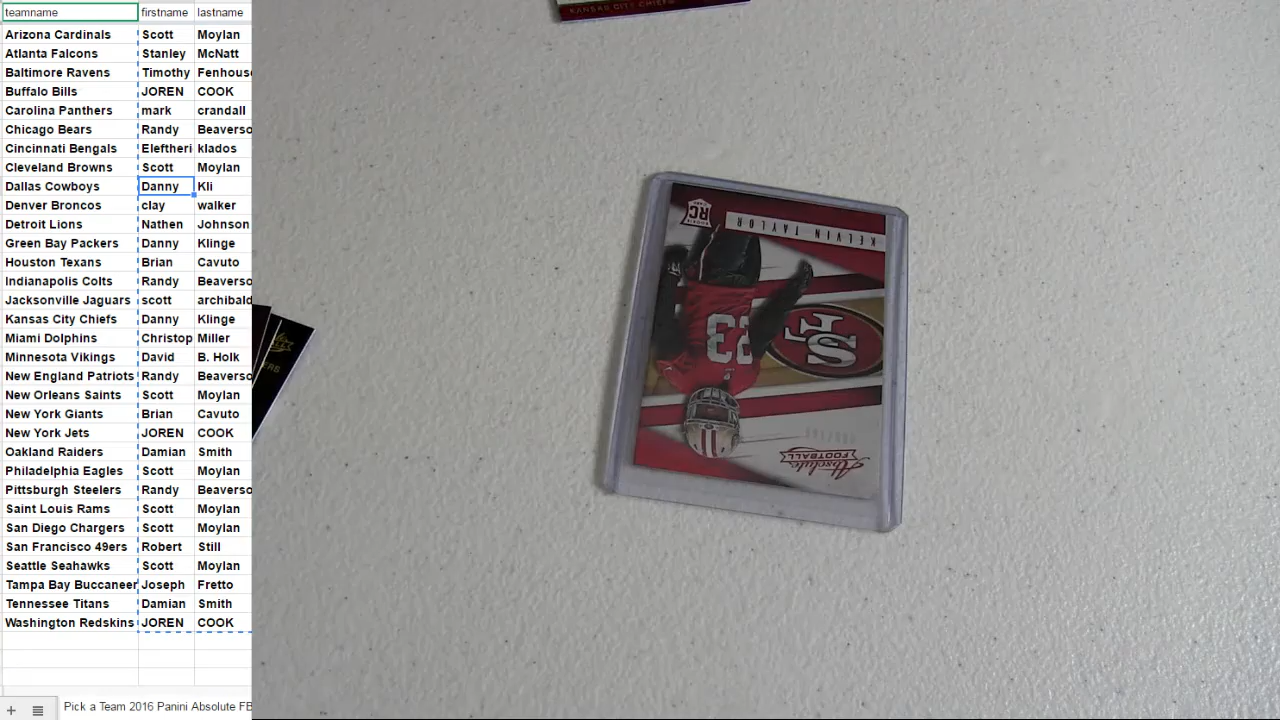 teamname firstname lastname
Arizona Cardinals Scott Moylan
Atlanta Falcons Stanley McNatt
Baltimore Ravens Timothy Fenhouse
Buffalo Bills JOREN COOK
Carolina Panthers mark crandall
Chicago Bears Randy Beaverso
Cincinnati Bengals Eleftheri klados
Cleveland Browns Scott Moylan
Dallas Cowboys Danny Kli
Denver Broncos clay walker
Detroit Lions Nathen Johnson
Green Bay Packers Danny Klinge
Houston Texans Brian Cavuto
Indianapolis Colts Randy Beaverso
Jacksonville Jaguars scott archibald
Kansas City Chiefs Danny Klinge
Miami Dolphins Christop Miller
Minnesota Vikings David B. Holk
New England Patriots Randy Beaverso
New Orleans Saints Scott Moylan
New York Giants Brian Cavuto
New York Jets JOREN COOK
Oakland Raiders Damian Smith
Philadelphia Eagles Scott Moylan
Pittsburgh Steelers Randy Beaverso
Saint Louis Rams Scott Moylan
San Diego Chargers Scott Moylan
San Francisco 49ers Robert Still
Seattle Seahawks Scott Moylan
Tampa Bay Buccaneer Joseph Fretto
Tennessee Titans Damian Smith
Washington Redskins JOREN COOK
Pick a Team 2016 Panini Absolute FB
KANSAS CITY CHIEFS
RC
KELVIN TAYLOR
SF
23
Absolute
FOOTBALL
ERS